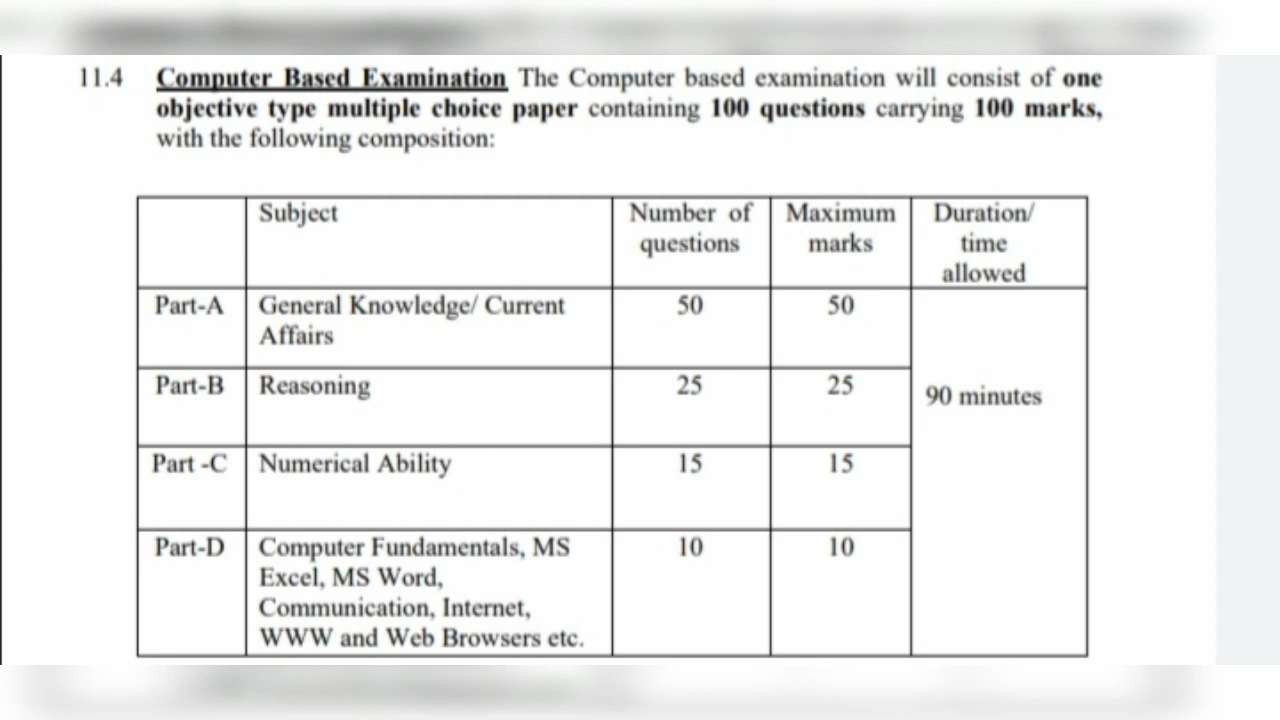 11.4 Computer Based Examination The Computer based examination will consist of one
objective type multiple choice paper containing 100 questions carrying 100 marks,
with the following composition:
Subject Number of questions Maximum marks Duration/ time allowed
Part-A General Knowledge/ Current Affairs 50 50
Part-B Reasoning 25 25 90 minutes
Part -C Numerical Ability 15 15
Part-D Computer Fundamentals, MS Excel, MS Word, Communication, Internet, WWW and Web Browsers etc. 10 10